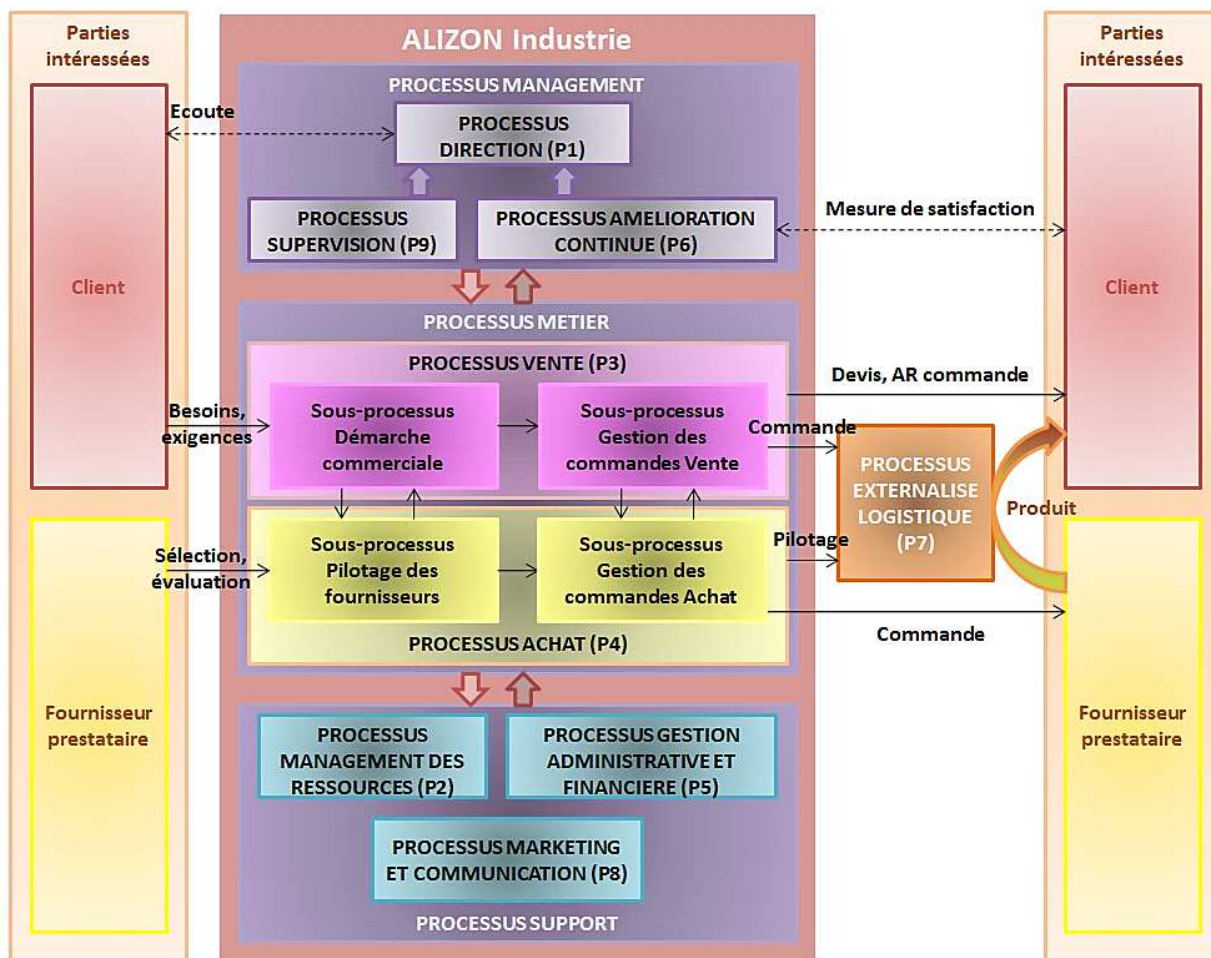 Parties
intéressées
ALIZON Industrie
Parties
intéressées
PROCESSUS MANAGEMENT
Ecoute
PROCESSUS
DIRECTION (P1)
PROCESSUS
SUPERVISION (P9)
PROCESSUS AMELIORATION
CONTINUE (P6)
Mesure de satisfaction
Client
Client
PROCESSUS METIER
PROCESSUS VENTE (P3)
Devis, AR commande
Besoins,
exigences
Sous-processus
Démarche
commerciale
Sous-processus
Gestion des
commandes Vente
Commande
PROCESSUS
EXTERNALISE
LOGISTIQUE
(P7)
Produit
Sélection,
évaluation
Sous-processus
Pilotage des
fournisseurs
Sous-processus
Gestion des
commandes Achat
Pilotage
Commande
PROCESSUS ACHAT (P4)
Fournisseur
prestataire
Fournisseur
prestataire
PROCESSUS
MANAGEMENT DES
RESSOURCES (P2)
PROCESSUS GESTION
ADMINISTRATIVE ET
FINANCIERE (P5)
PROCESSUS MARKETING
ET COMMUNICATION (P8)
PROCESSUS SUPPORT